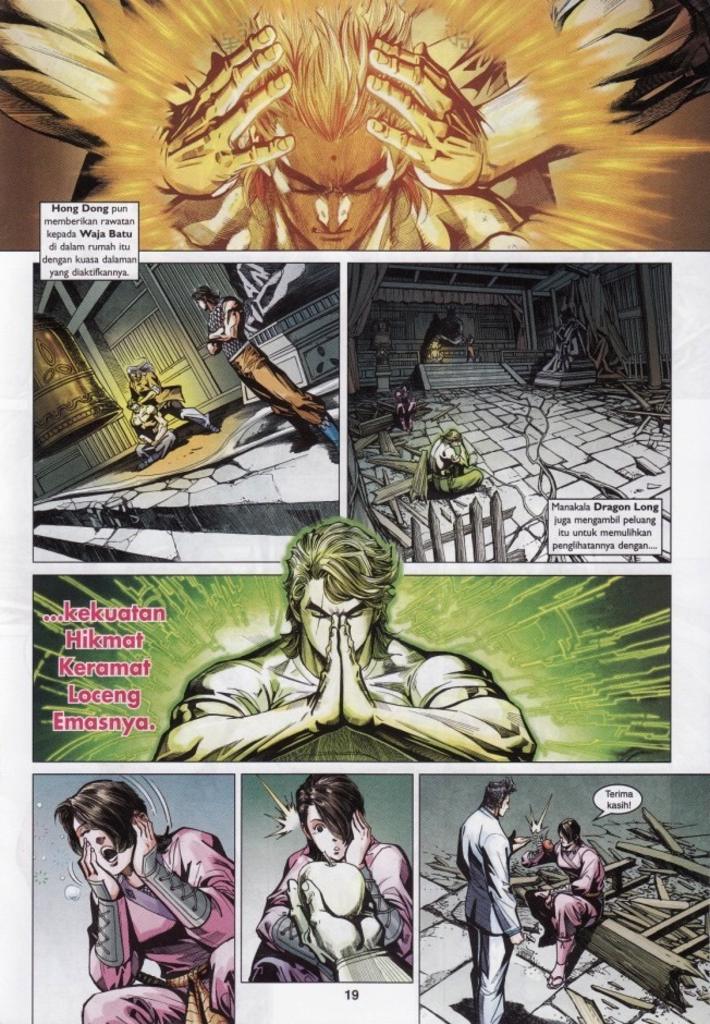 Hong Dong pun
memberikan rawatan
kepada Waja Batu
di dalam rumah itu
dengan kuasa dalaman
yang diaktifkannya.
Manakala Dragon Long
juga mengambil peluang
itu untuk memulihkan
penglihatannya dengan....
...kekuatan
Hikmat
Keramat
Loceng
Emasnya.
Terima
kasih!
19